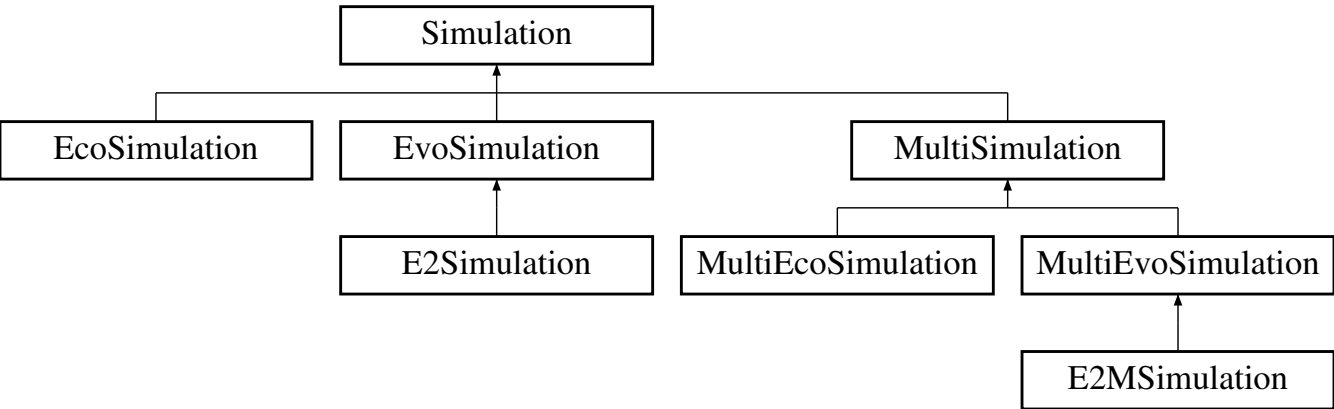 Simulation
EcoSimulation
EvoSimulation
MultiSimulation
E2Simulation
MultiEcoSimulation
MultiEvoSimulation
E2MSimulation